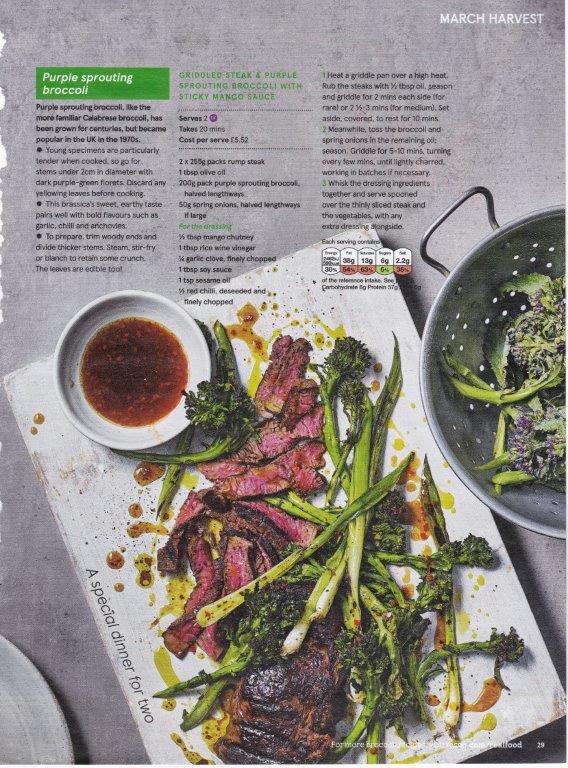 MARCH HARVEST
Purple sprouting
broccoli
Purple sprouting broccoli, like the
more familiar Calabrese broccoli, has
been grown for centuries, but became
popular in the UK in the 1970s.
● Young specimens are particularly
tender when cooked, so go for
stems under 2cm in diameter with
dark purple-green florets. Discard any
yellowing leaves before cooking.
● This brassica's sweet, earthy taste
pairs well with bold flavours such as
garlic, chilli and anchovies.
● To prepare, trim woody ends and
divide thicker stems. Steam, stir-fry
or blanch to retain some crunch.
The leaves are edible too!
GRIDDLED STEAK & PURPLE
SPROUTING BROCCOLI WITH
STICKY MANGO SAUCE
Serves 2
Takes 20 mins
Cost per serve £5.52
2 x 255g packs rump steak
1 tbsp olive oil
200g pack purple sprouting broccoli,
halved lengthways
50g spring onions, halved lengthways
if large
For the dressing
½ tbsp mango chutney
1 tbsp rice wine vinegar
¼ garlic clove, finely chopped
1 tbsp soy sauce
1 tsp sesame oil
½ red chilli, deseeded and
finely chopped
1 Heat a griddle pan over a high heat.
Rub the steaks with ½ tbsp oil, season
and griddle for 2 mins each side (for
rare) or 2 ½-3 mins (for medium). Set
aside, covered, to rest for 10 mins.
2 Meanwhile, toss the broccoli and
spring onions in the remaining oil;
season. Griddle for 5-10 mins, turning
every few mins, until lightly charred,
working in batches if necessary.
3 Whisk the dressing ingredients
together and serve spooned
over the thinly sliced steak and
the vegetables, with any
extra dressing alongside.
Each serving contains
Energy Fat Saturates Sugars Salt
38g 13g 6g 2.2g
30% 54% 63% 6% 36%
of the reference intake. See
Carbohydrate 6g Protein 57g
A special dinner for two
For more broccoli .com/realfood 29